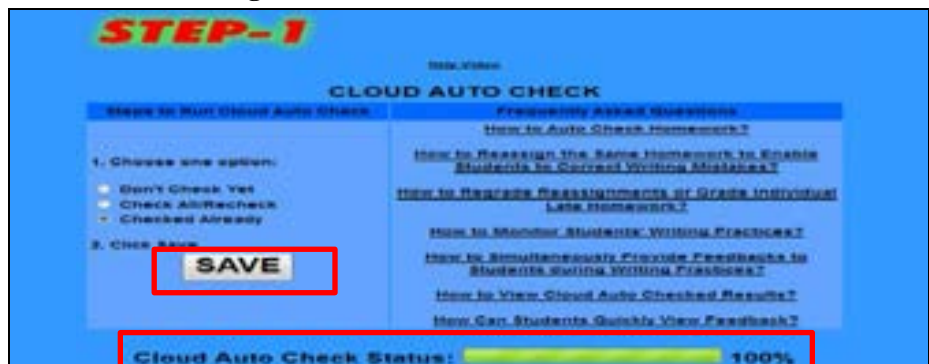 STEP-1
Help Video
CLOUD AUTO CHECK
Steps to Run Cloud Auto Check
Frequently Asked Questions
1. Choose one option:
Don't Check Yet
Check All/Recheck
Checked Already
2. Click Save
SAVE
How to Auto Check Homework?
How to Reassign the Same Homework to Enable
Students to Correct Writing Mistakes?
How to Regrade Reassignments or Grade Individual
Late Homework?
How to Monitor Students' Writing Practices?
How to Simultaneously Provide Feedbacks to
Students during Writing Practices?
How to View Cloud Auto Checked Results?
How Can Students Quickly View Feedback?
Cloud Auto Check Status: 100%